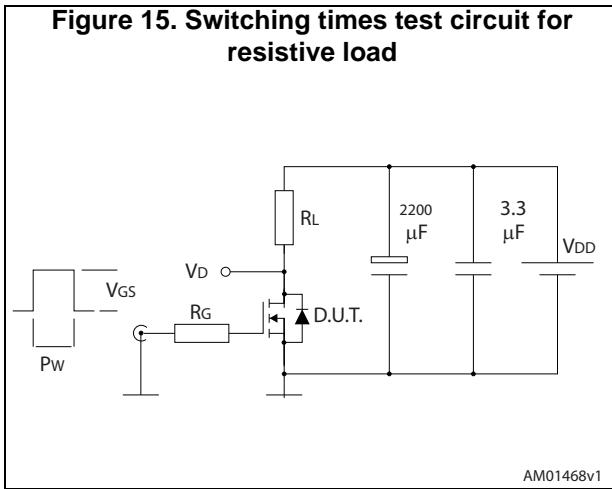 Figure 15. Switching times test circuit for
resistive load
RL
2200
μF
3.3
μF
VDD
VD
VGS
RG
D.U.T.
PW
AM01468v1